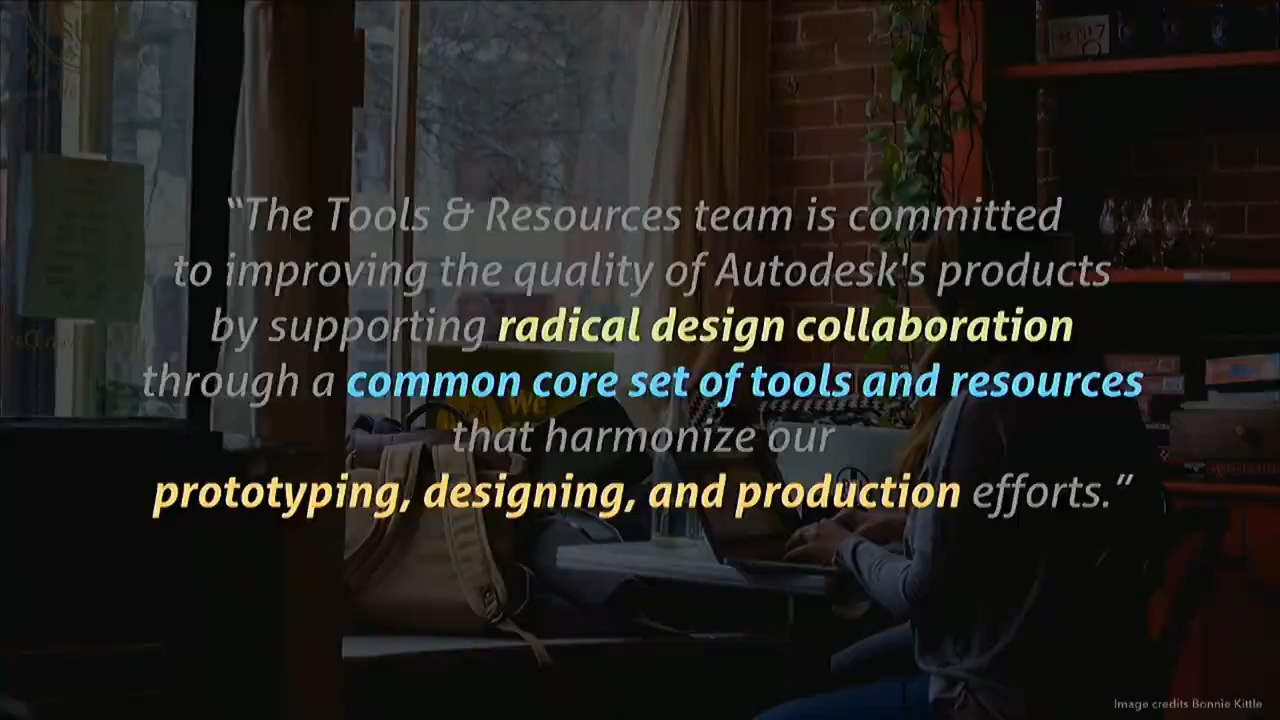 “The Tools & Resources team is committed
to improving the quality of Autodesk's products
by supporting radical design collaboration
through a common core set of tools and resources
that harmonize our
prototyping, designing, and production efforts.”
Image credits Bonnie Kittle